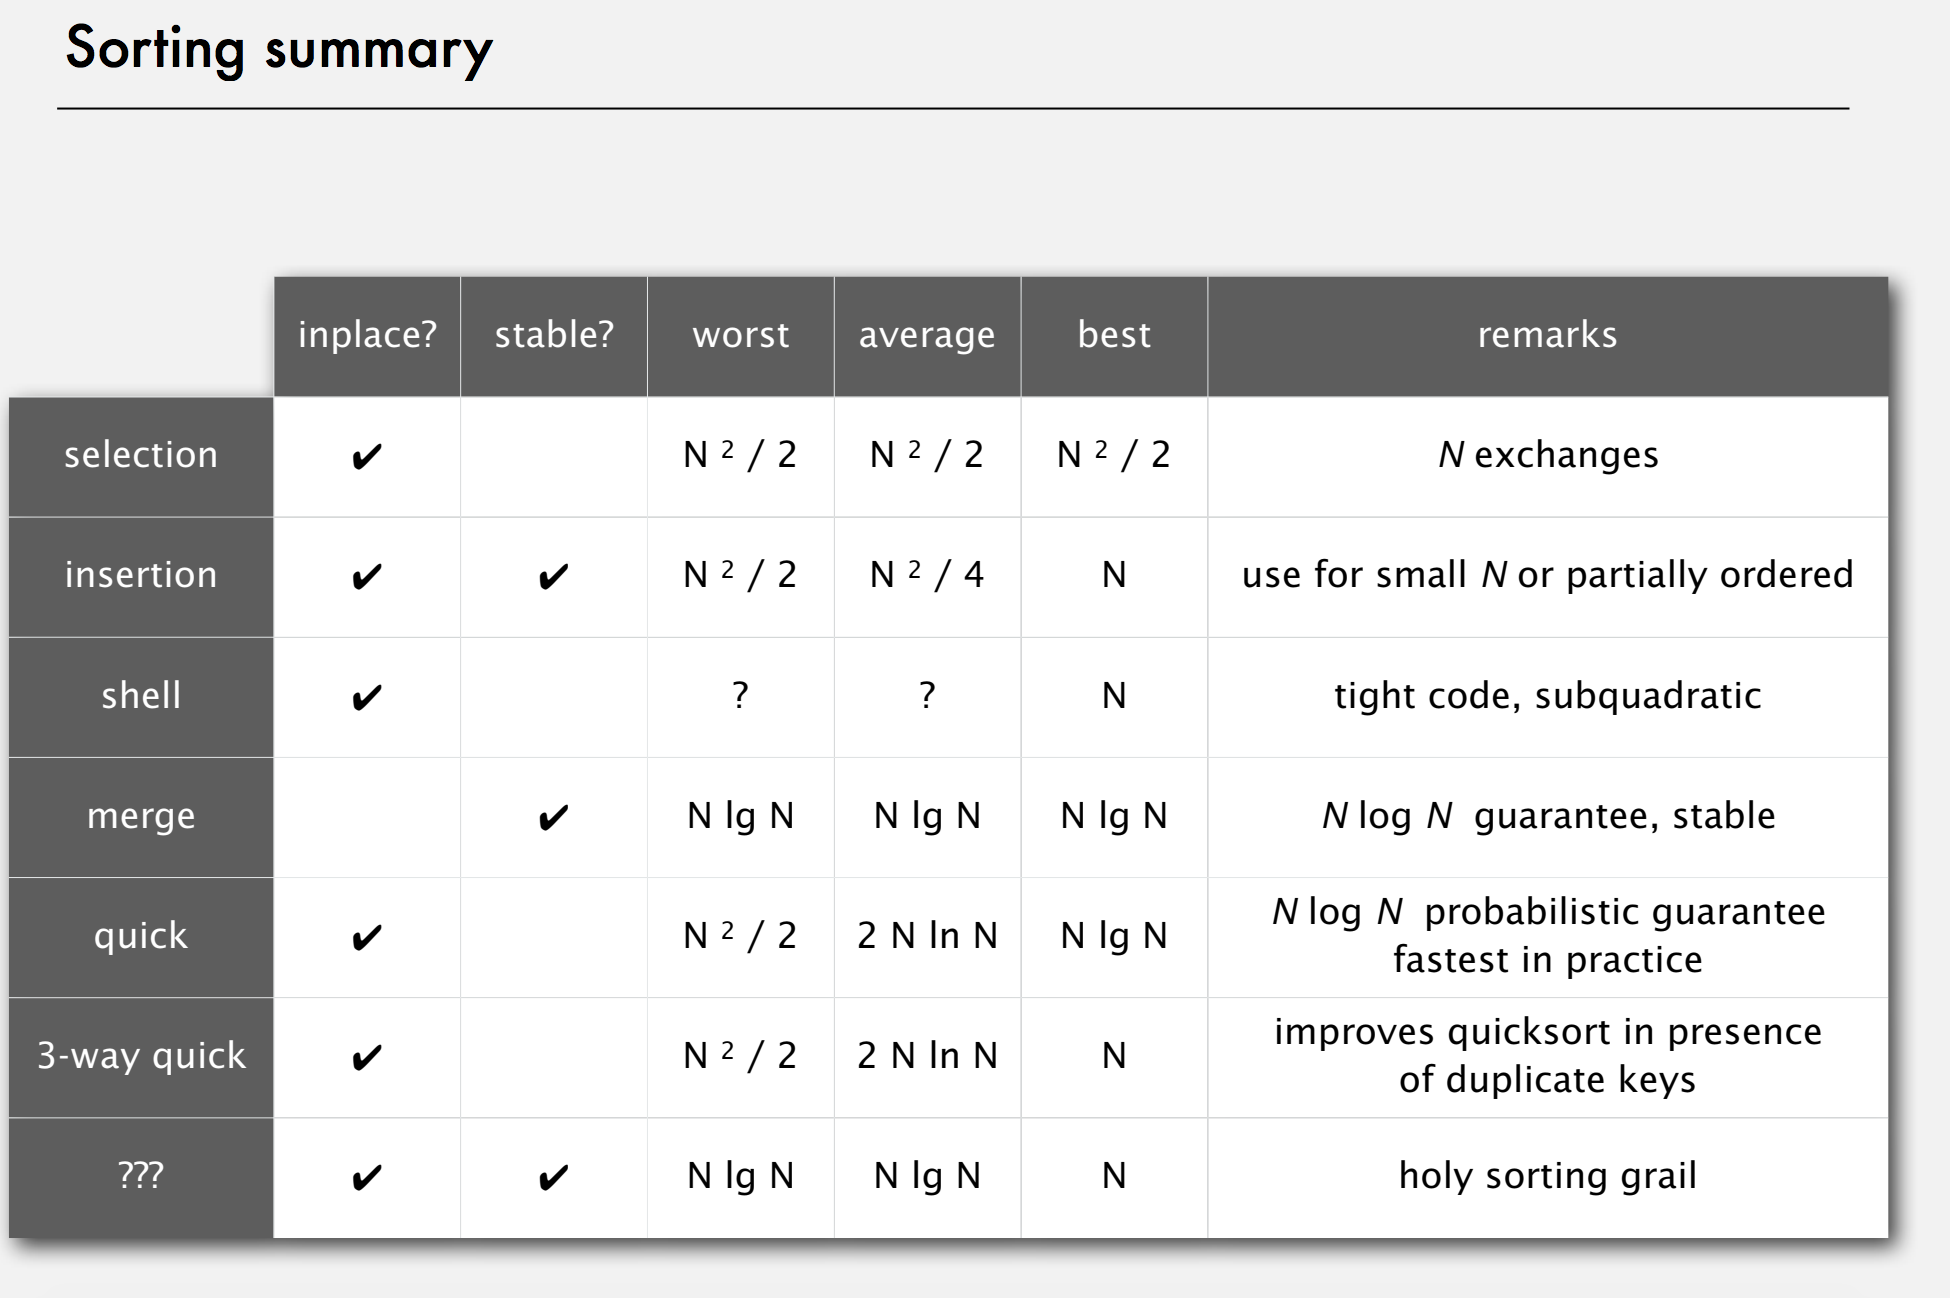 Sorting summary
inplace? stable? worst average best remarks
selection ✔ N ² / 2 N ² / 2 N ² / 2 N exchanges
insertion ✔ ✔ N ² / 2 N ² / 4 N use for small N or partially ordered
shell ✔ ? ? N tight code, subquadratic
merge ✔ N lg N N lg N N lg N N log N guarantee, stable
quick ✔ N ² / 2 2 N ln N N lg N N log N probabilistic guarantee
fastest in practice
3-way quick ✔ N ² / 2 2 N ln N N improves quicksort in presence
of duplicate keys
??? ✔ ✔ N lg N N lg N N holy sorting grail